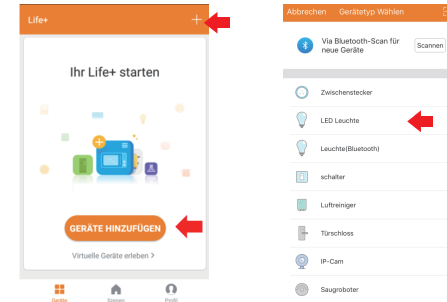 Life+
Ihr Life+ starten
GERÄTE HINZUFÜGEN
Virtuelle Geräte erleben >
Geräte
Szenen
Profil
Abbrechen Gerätetyp Wählen
Via Bluetooth-Scan für
neue Geräte
Scannen
Zwischenstecker
LED Leuchte
Leuchte(Bluetooth)
schalter
Luftreiniger
Türschloss
IP-Cam
Saugroboter